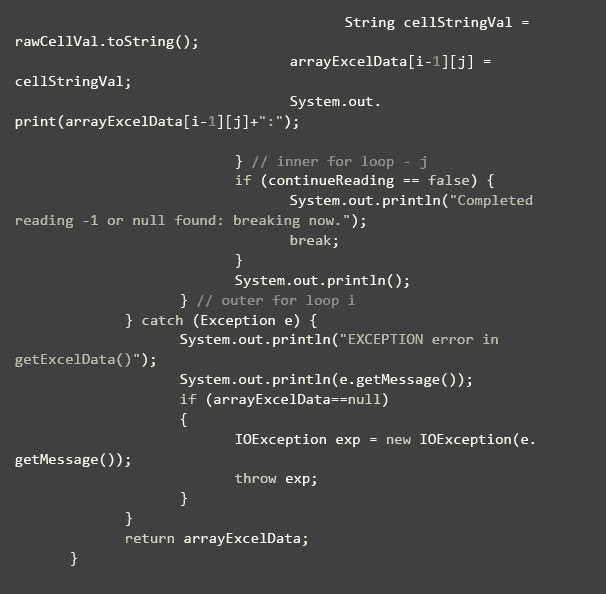 String cellStringVal =
rawCellVal.toString();
arrayExcelData[i-1][j] =
cellStringVal;
System.out.
print(arrayExcelData[i-1][j]+":");
} // inner for loop - j
if (continueReading == false) {
System.out.println("Completed
reading -1 or null found: breaking now.");
break;
}
System.out.println();
} // outer for loop i
} catch (Exception e) {
System.out.println("EXCEPTION error in
getExcelData()");
System.out.println(e.getMessage());
if (arrayExcelData==null)
{
IOException exp = new IOException(e.
getMessage());
throw exp;
}
}
return arrayExcelData;
}